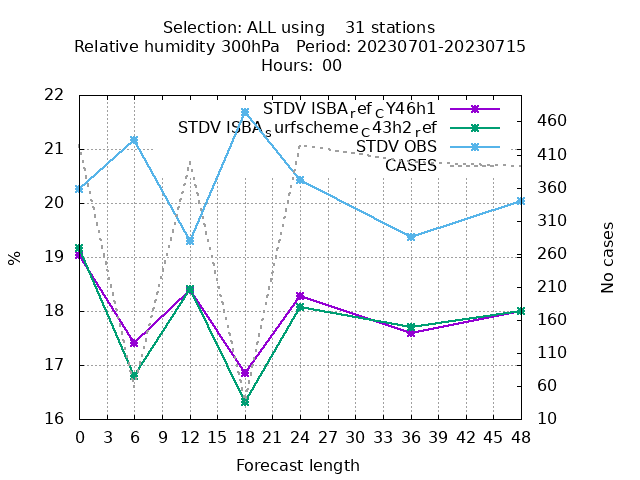 Selection: ALL using 31 stations
Relative humidity 300hPa Period: 20230701-20230715
Hours: 00
22
21
20
19
18
17
16
%
STDV ISBA_ref_CY46h1
STDV ISBA_surfscheme_C43h2_ref
STDV OBS
CASES
460
410
360
310
260
210
160
110
60
10
No cases
0 3 6 9 12 15 18 21 24 27 30 33 36 39 42 45 48
Forecast length